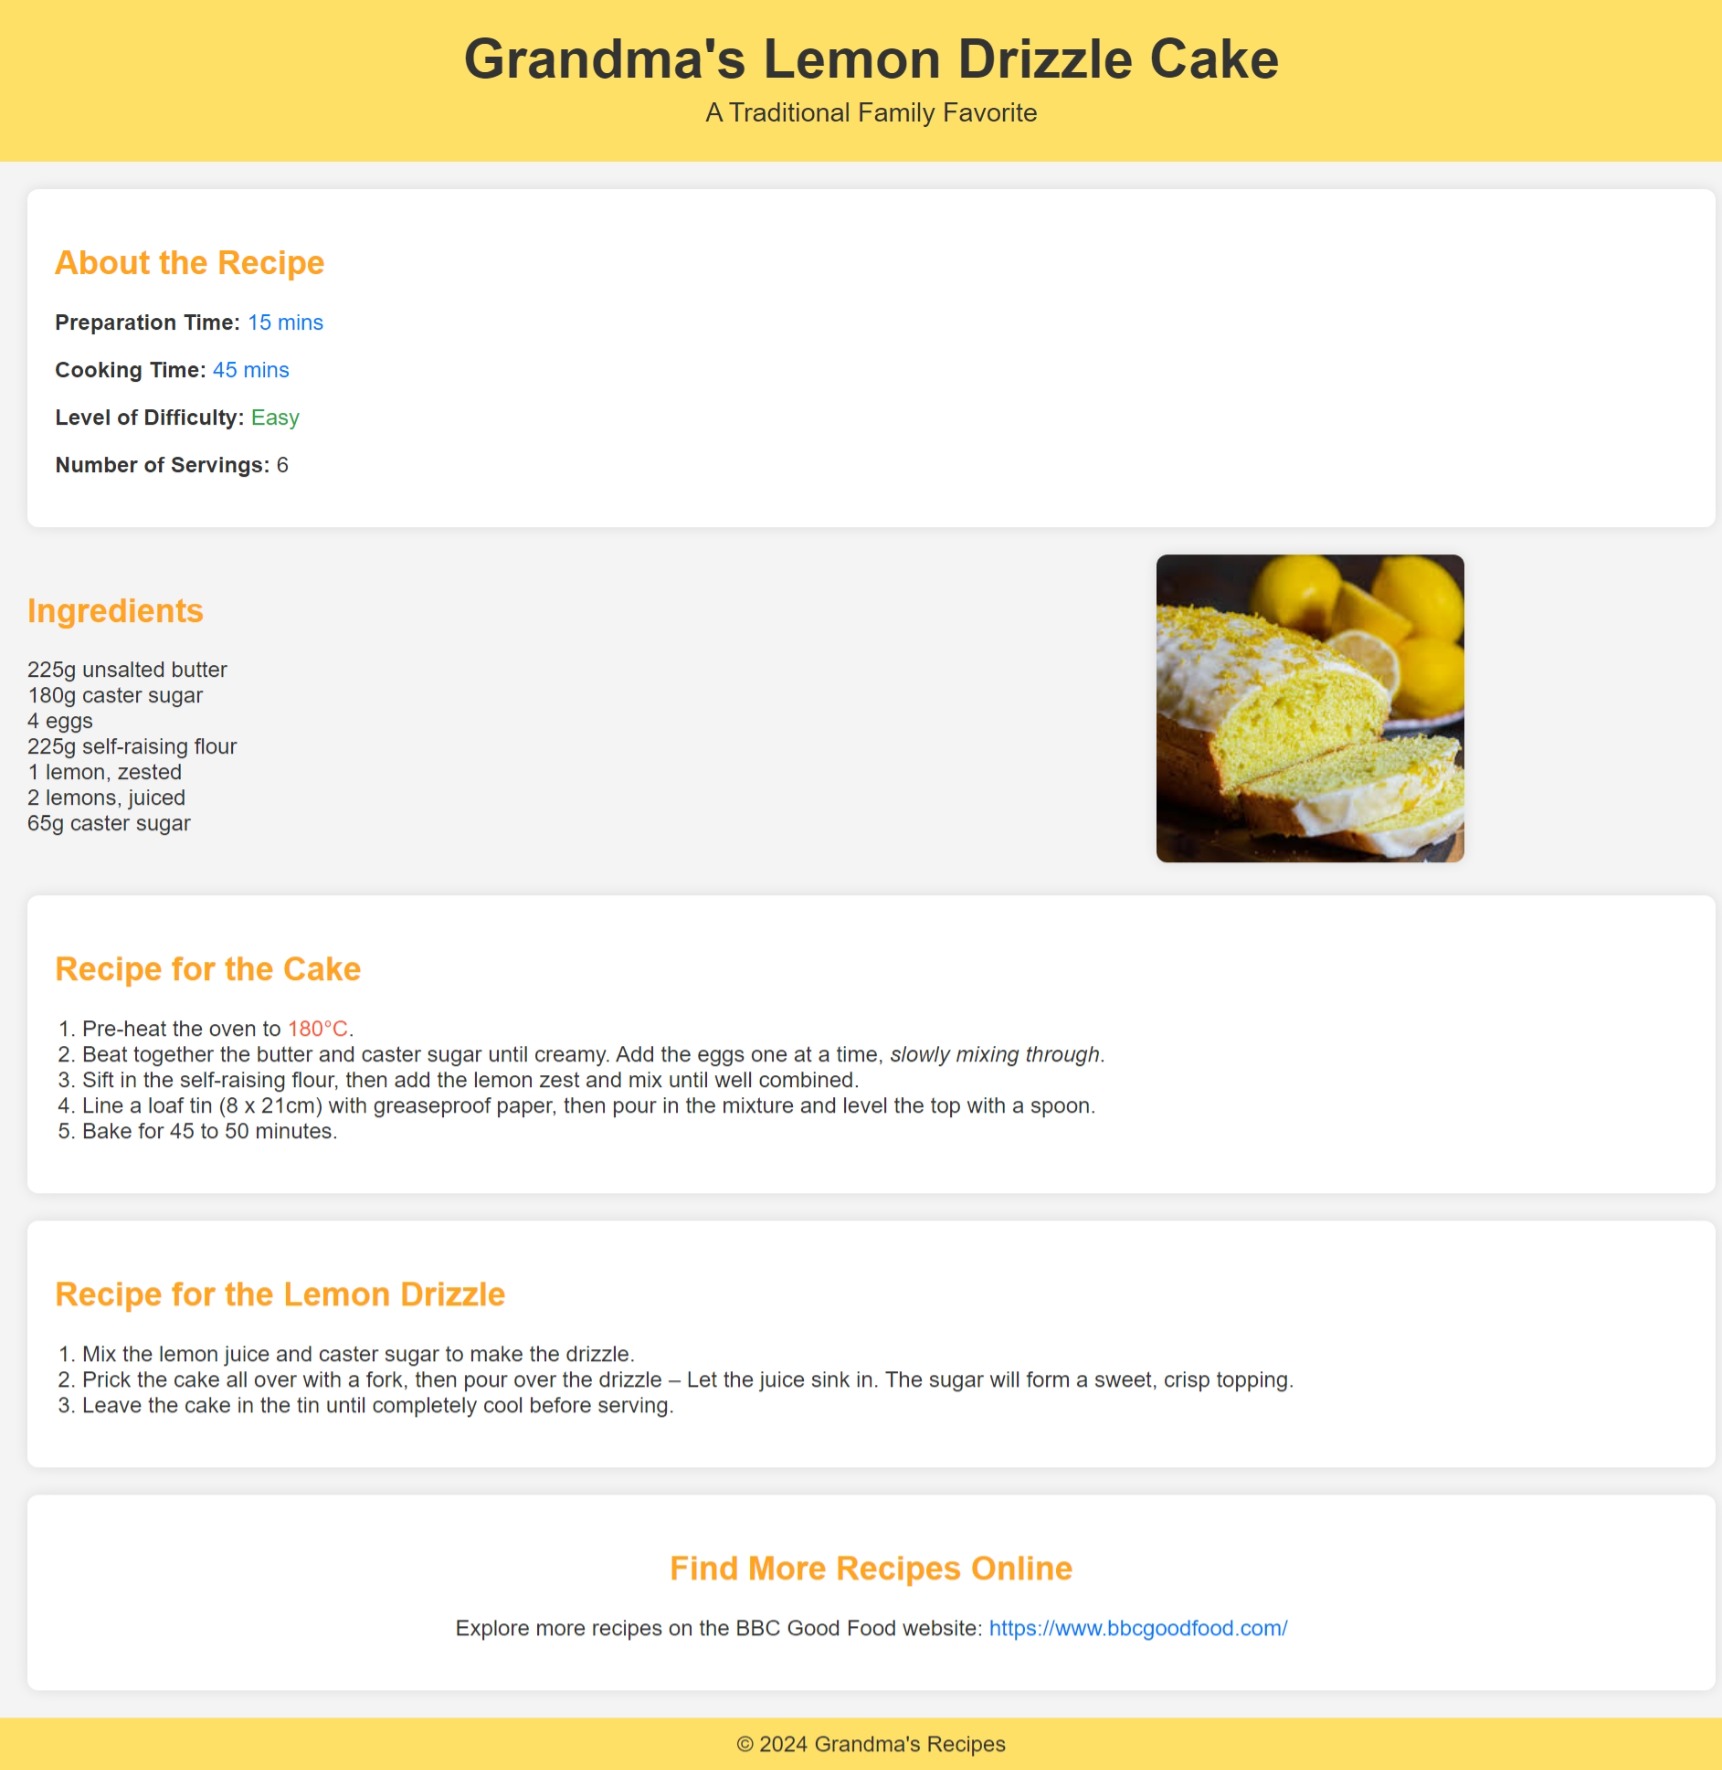 Grandma's Lemon Drizzle Cake
A Traditional Family Favorite
About the Recipe
Preparation Time: 15 mins
Cooking Time: 45 mins
Level of Difficulty: Easy
Number of Servings: 6
Ingredients
225g unsalted butter
180g caster sugar
4 eggs
225g self-raising flour
1 lemon, zested
2 lemons, juiced
65g caster sugar
Recipe for the Cake
1. Pre-heat the oven to 180°C.
2. Beat together the butter and caster sugar until creamy. Add the eggs one at a time, slowly mixing through.
3. Sift in the self-raising flour, then add the lemon zest and mix until well combined.
4. Line a loaf tin (8 x 21cm) with greaseproof paper, then pour in the mixture and level the top with a spoon.
5. Bake for 45 to 50 minutes.
Recipe for the Lemon Drizzle
1. Mix the lemon juice and caster sugar to make the drizzle.
2. Prick the cake all over with a fork, then pour over the drizzle – Let the juice sink in. The sugar will form a sweet, crisp topping.
3. Leave the cake in the tin until completely cool before serving.
Find More Recipes Online
Explore more recipes on the BBC Good Food website: https://www.bbcgoodfood.com/
© 2024 Grandma's Recipes